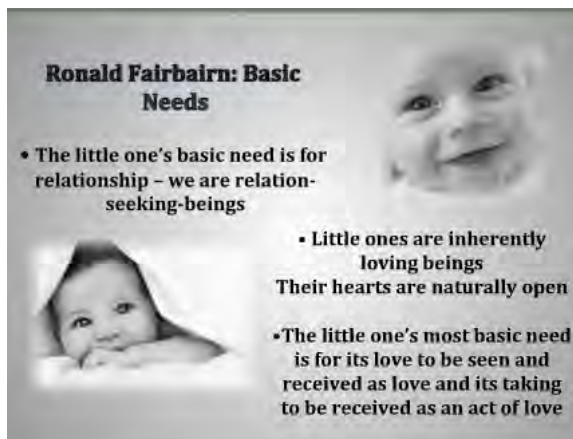 Ronald Fairbairn: Basic
Needs
• The little one's basic need is for
relationship – we are relation-
seeking-beings
• Little ones are inherently
loving beings
Their hearts are naturally open
•The little one's most basic need
is for its love to be seen and
received as love and its taking
to be received as an act of love